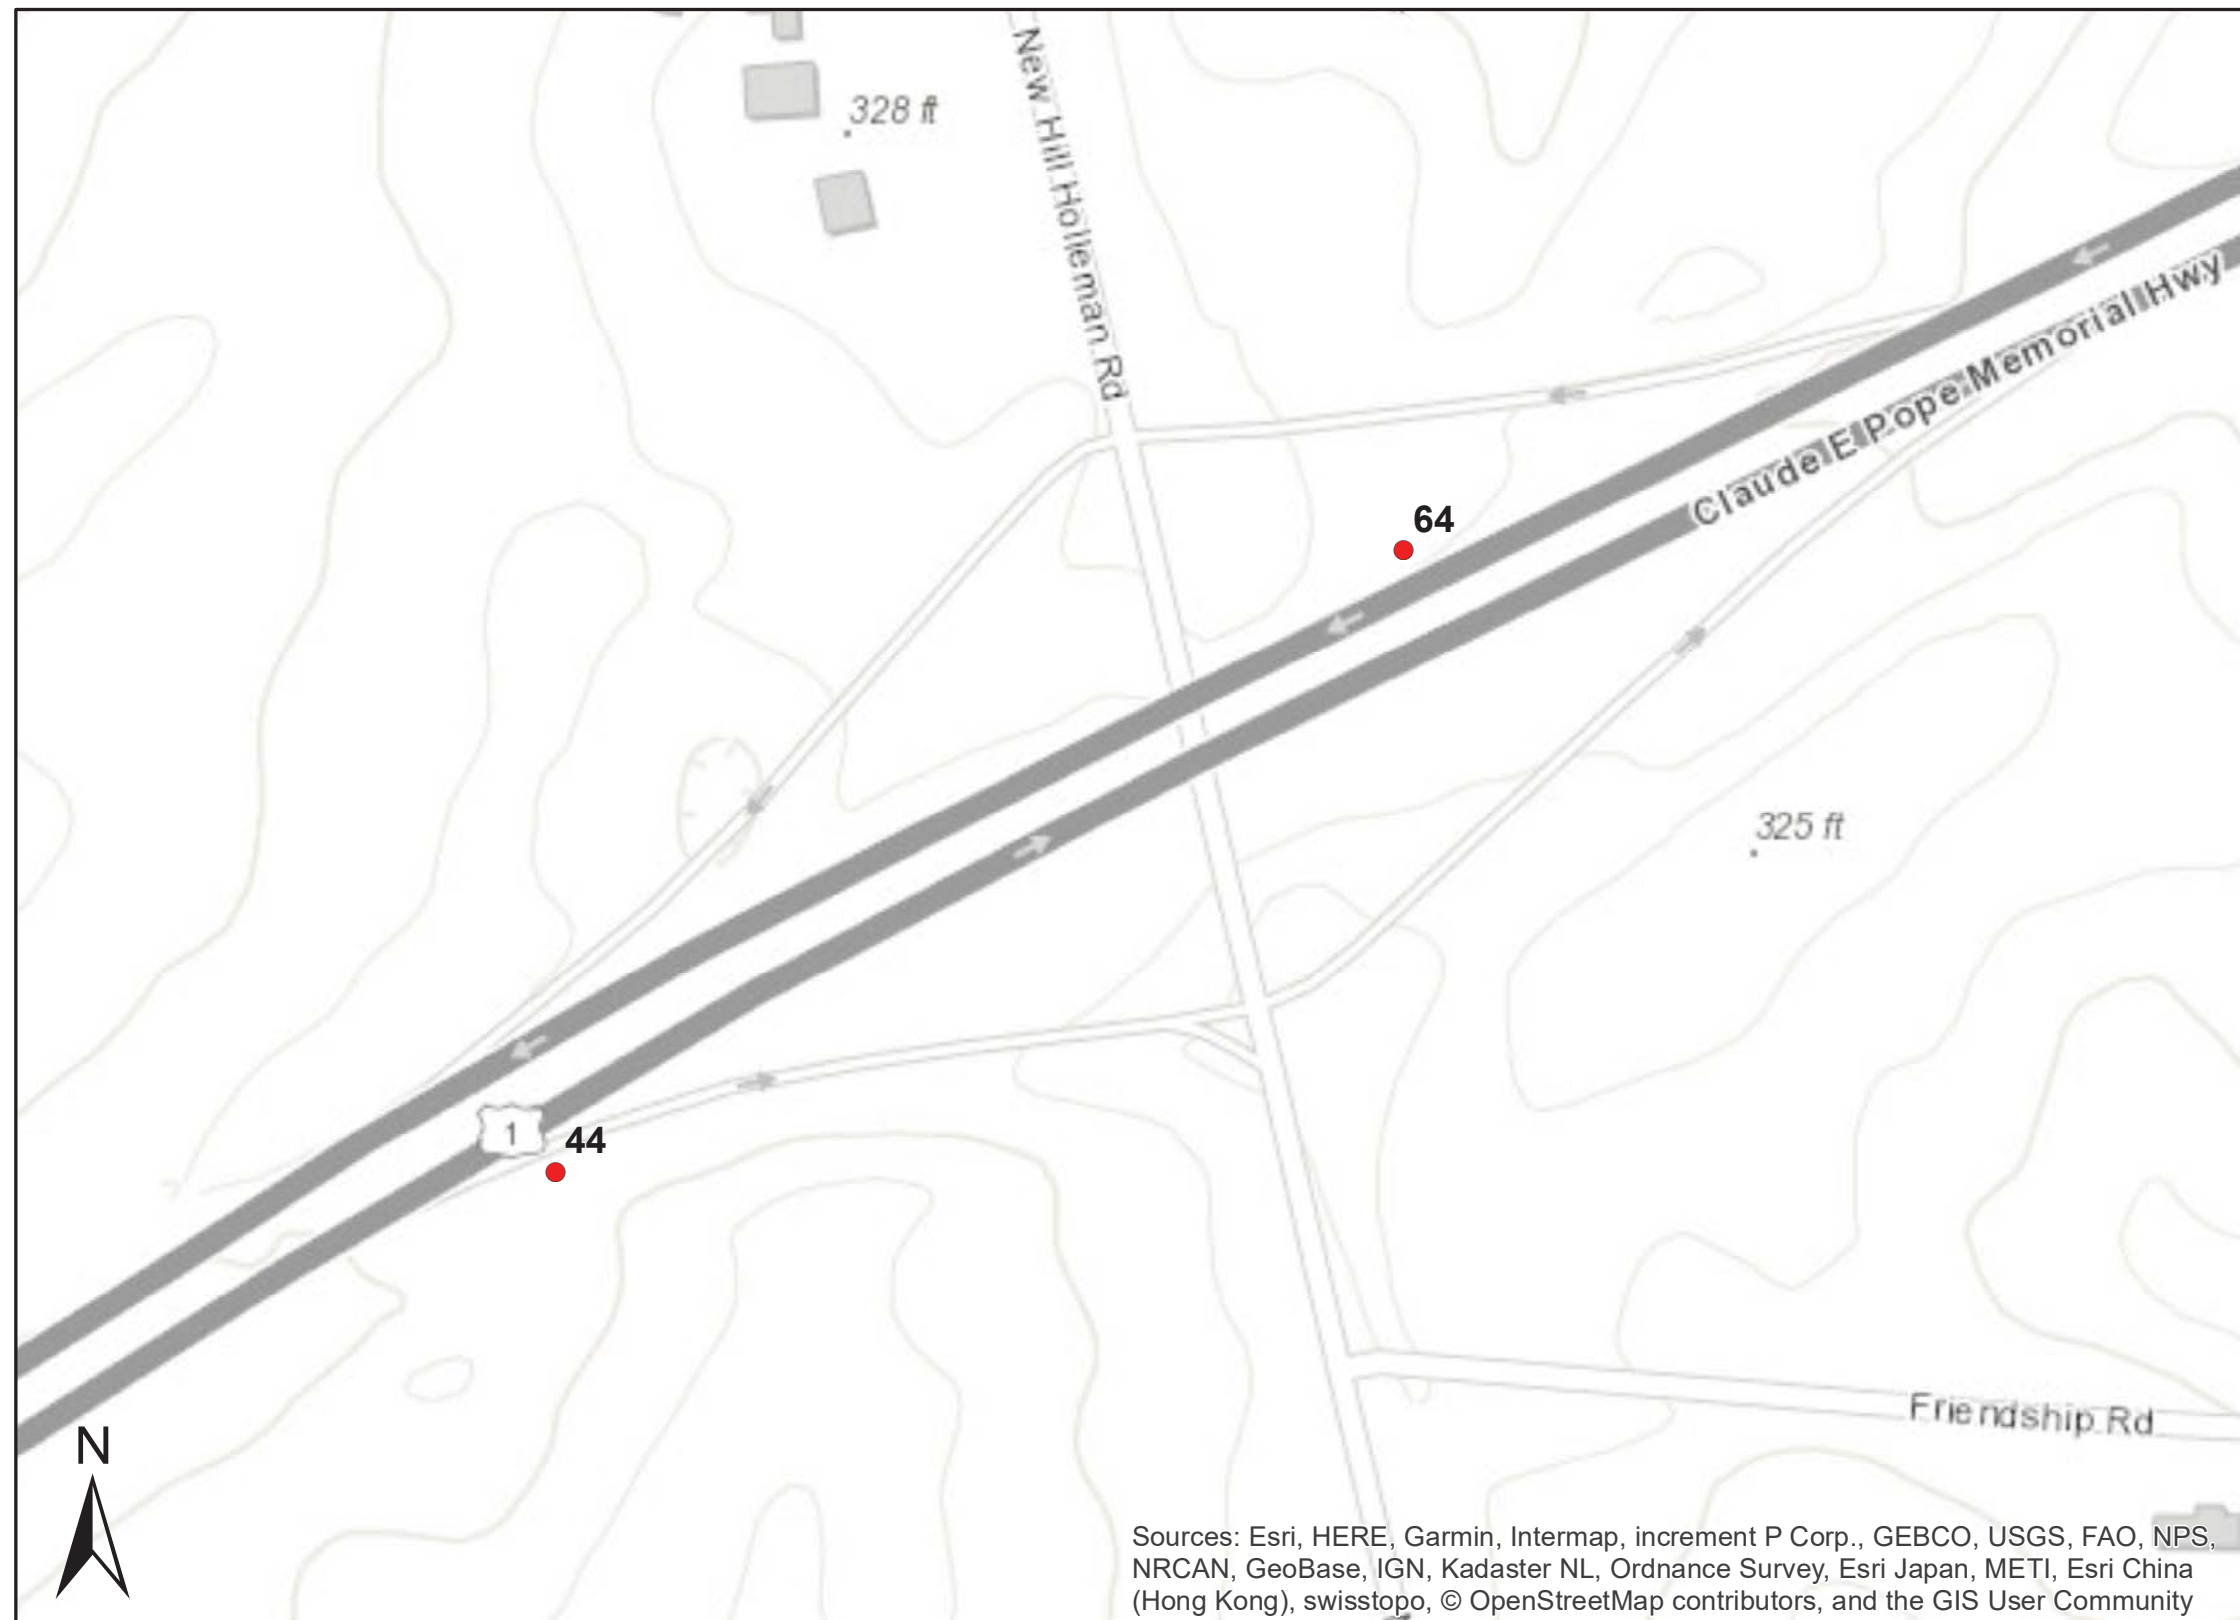 New Hill Holleman Rd
328 ft
Claude E Pope Memorial Hwy
64
325 ft
1
44
Friendship Rd
N
Sources: Esri, HERE, Garmin, Intermap, increment P Corp., GEBCO, USGS, FAO, NPS,
NRCAN, GeoBase, IGN, Kadaster NL, Ordnance Survey, Esri Japan, METI, Esri China
(Hong Kong), swisstopo, © OpenStreetMap contributors, and the GIS User Community